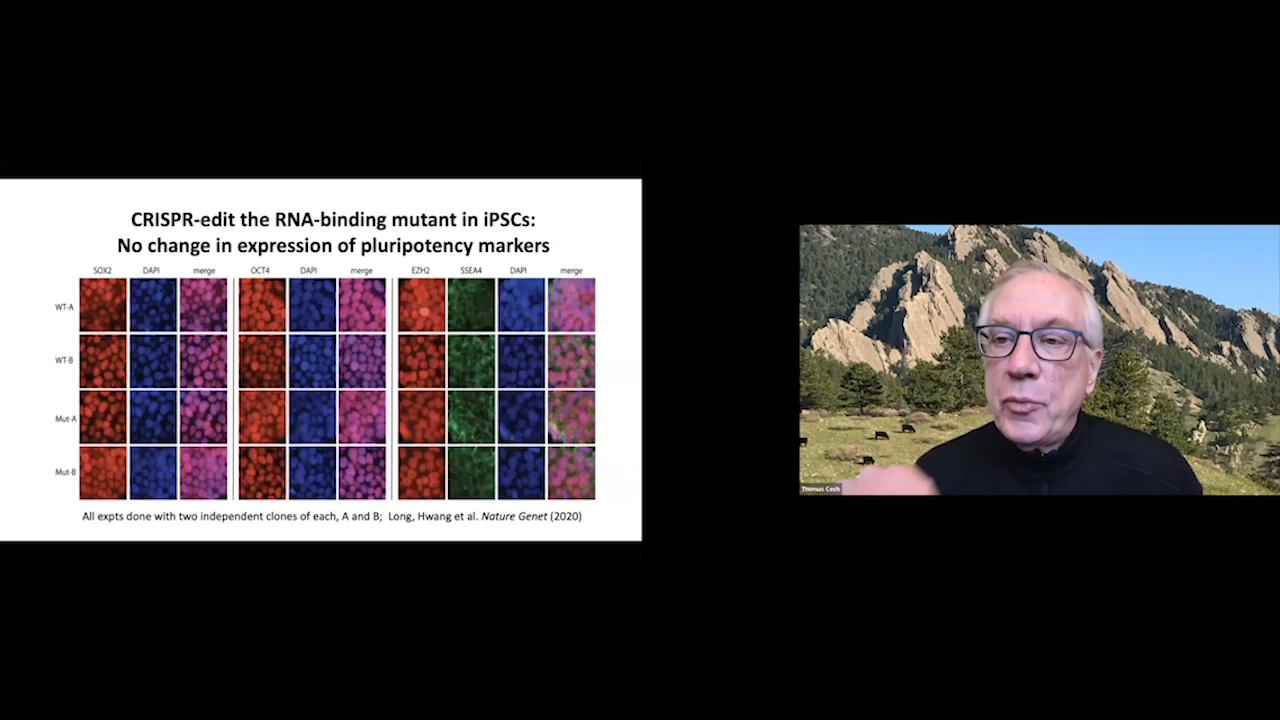 CRISPR-edit the RNA-binding mutant in iPSCs:
No change in expression of pluripotency markers
SOX2 DAPI merge OCT4 DAPI merge EZH2 SSEA4 DAPI merge
WT-A
WT-B
Mut-A
Mut-B
All expts done with two independent clones of each, A and B; Long, Hwang et al. Nature Genet (2020)
Thomas Cech